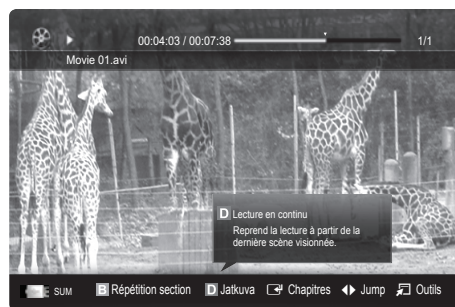 00:04:03 / 00:07:38 1/1
Movie 01.avi
D Lecture en continu
Reprend la lecture à partir de la
dernière scène visionnée.
SUM B Répétition section D Jatkuva Chapitres Jump Outils